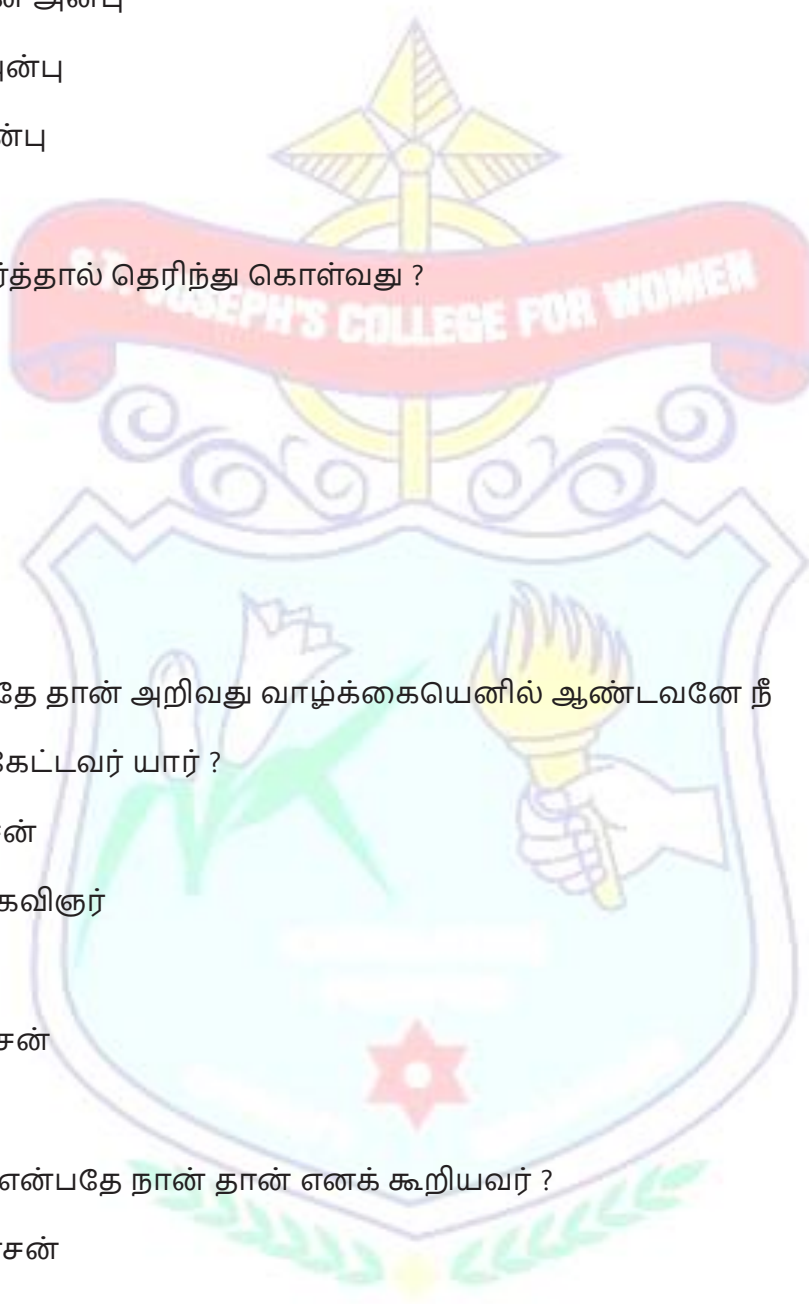 அன்பு
ன்பு
ன்பு
ர்த்தால் தெரிந்து கொள்வது ?
ST. JOSEPH'S COLLEGE FOR WOMEN
தே தான் அறிவது வாழ்க்கையெனில் ஆண்டவனே நீ
கேட்டவர் யார் ?
ன்
கவிஞர்
சன்
என்பதே நான் தான் எனக் கூறியவர் ?
சன்